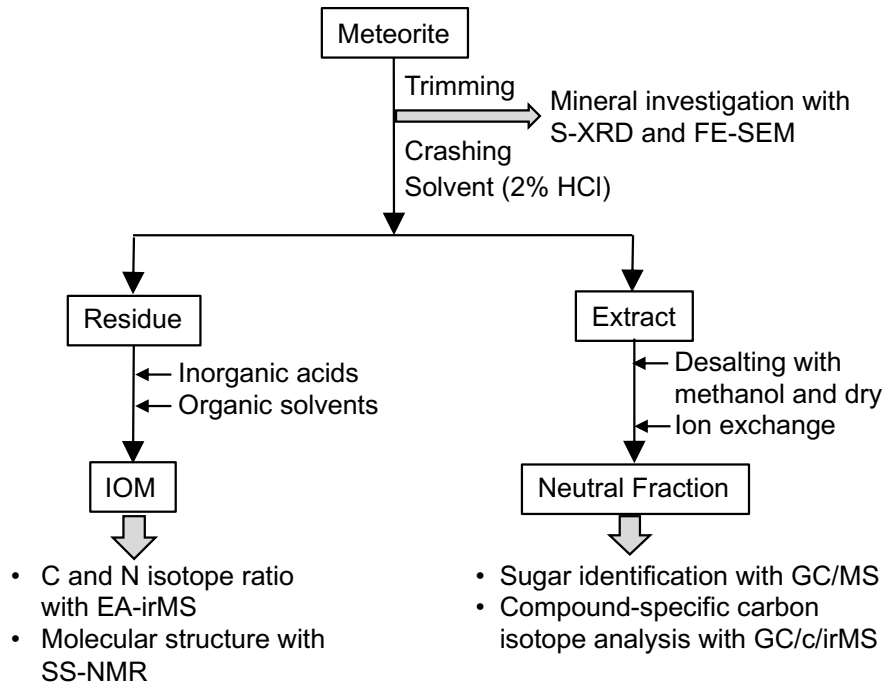 Meteorite
Trimming
Mineral investigation with
S-XRD and FE-SEM
Crashing
Solvent (2% HCl)
Residue
Extract
Inorganic acids
Organic solvents
Desalting with
methanol and dry
Ion exchange
IOM
Neutral Fraction
• C and N isotope ratio
with EA-irMS
• Molecular structure with
SS-NMR
• Sugar identification with GC/MS
• Compound-specific carbon
isotope analysis with GC/c/irMS